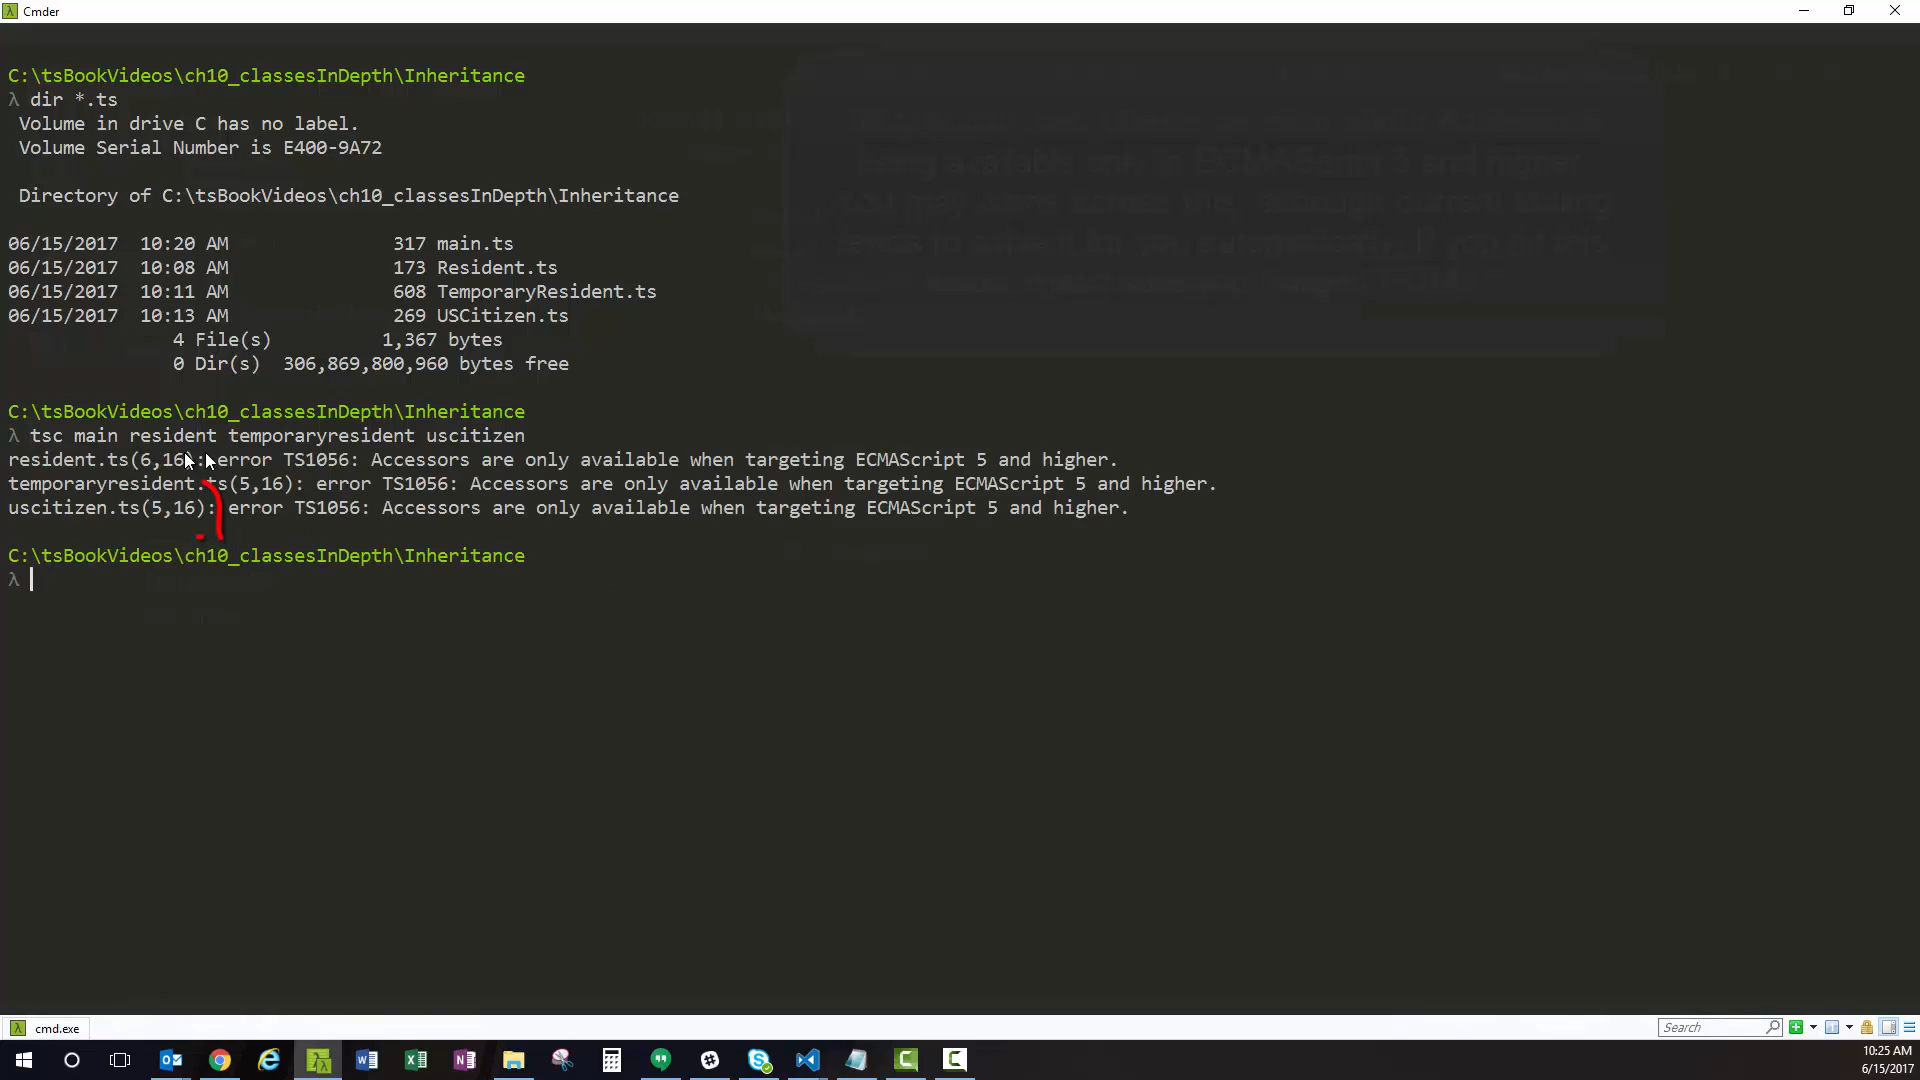 Cmder
C:\tsBookVideos\ch10_classesInDepth\Inheritance
λ dir *.ts
Volume in drive C has no label.
Volume Serial Number is E400-9A72
Directory of C:\tsBookVideos\ch10_classesInDepth\Inheritance
06/15/2017 10:20 AM 317 main.ts
06/15/2017 10:08 AM 173 Resident.ts
06/15/2017 10:11 AM 608 TemporaryResident.ts
06/15/2017 10:13 AM 269 USCitizen.ts
4 File(s) 1,367 bytes
0 Dir(s) 306,869,800,960 bytes free
C:\tsBookVideos\ch10_classesInDepth\Inheritance
λ tsc main resident temporaryresident uscitizen
resident.ts(6,16): error TS1056: Accessors are only available when targeting ECMAScript 5 and higher.
temporaryresident.ts(5,16): error TS1056: Accessors are only available when targeting ECMAScript 5 and higher.
uscitizen.ts(5,16): error TS1056: Accessors are only available when targeting ECMAScript 5 and higher.
C:\tsBookVideos\ch10_classesInDepth\Inheritance
λ
cmd.exe
Search
10:25 AM
6/15/2017